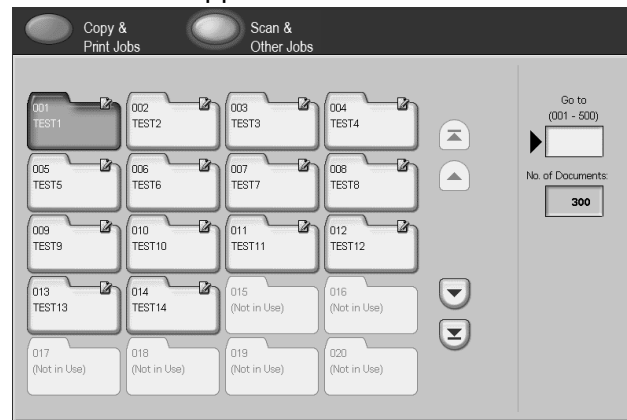 Copy &
Print Jobs
Scan &
Other Jobs
001
TEST1
002
TEST2
003
TEST3
004
TEST4
005
TEST5
006
TEST6
007
TEST7
008
TEST8
009
TEST9
010
TEST10
011
TEST11
012
TEST12
013
TEST13
014
TEST14
015
(Not in Use)
016
(Not in Use)
017
(Not in Use)
018
(Not in Use)
019
(Not in Use)
020
(Not in Use)
Go to
(001 - 500)
No. of Documents:
300